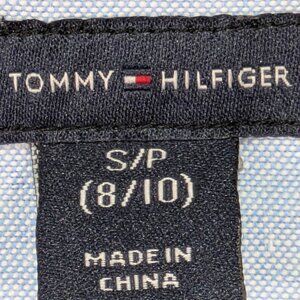 TOMMY HILFIGER
S/P
(8/10)
MADE IN
CHINA